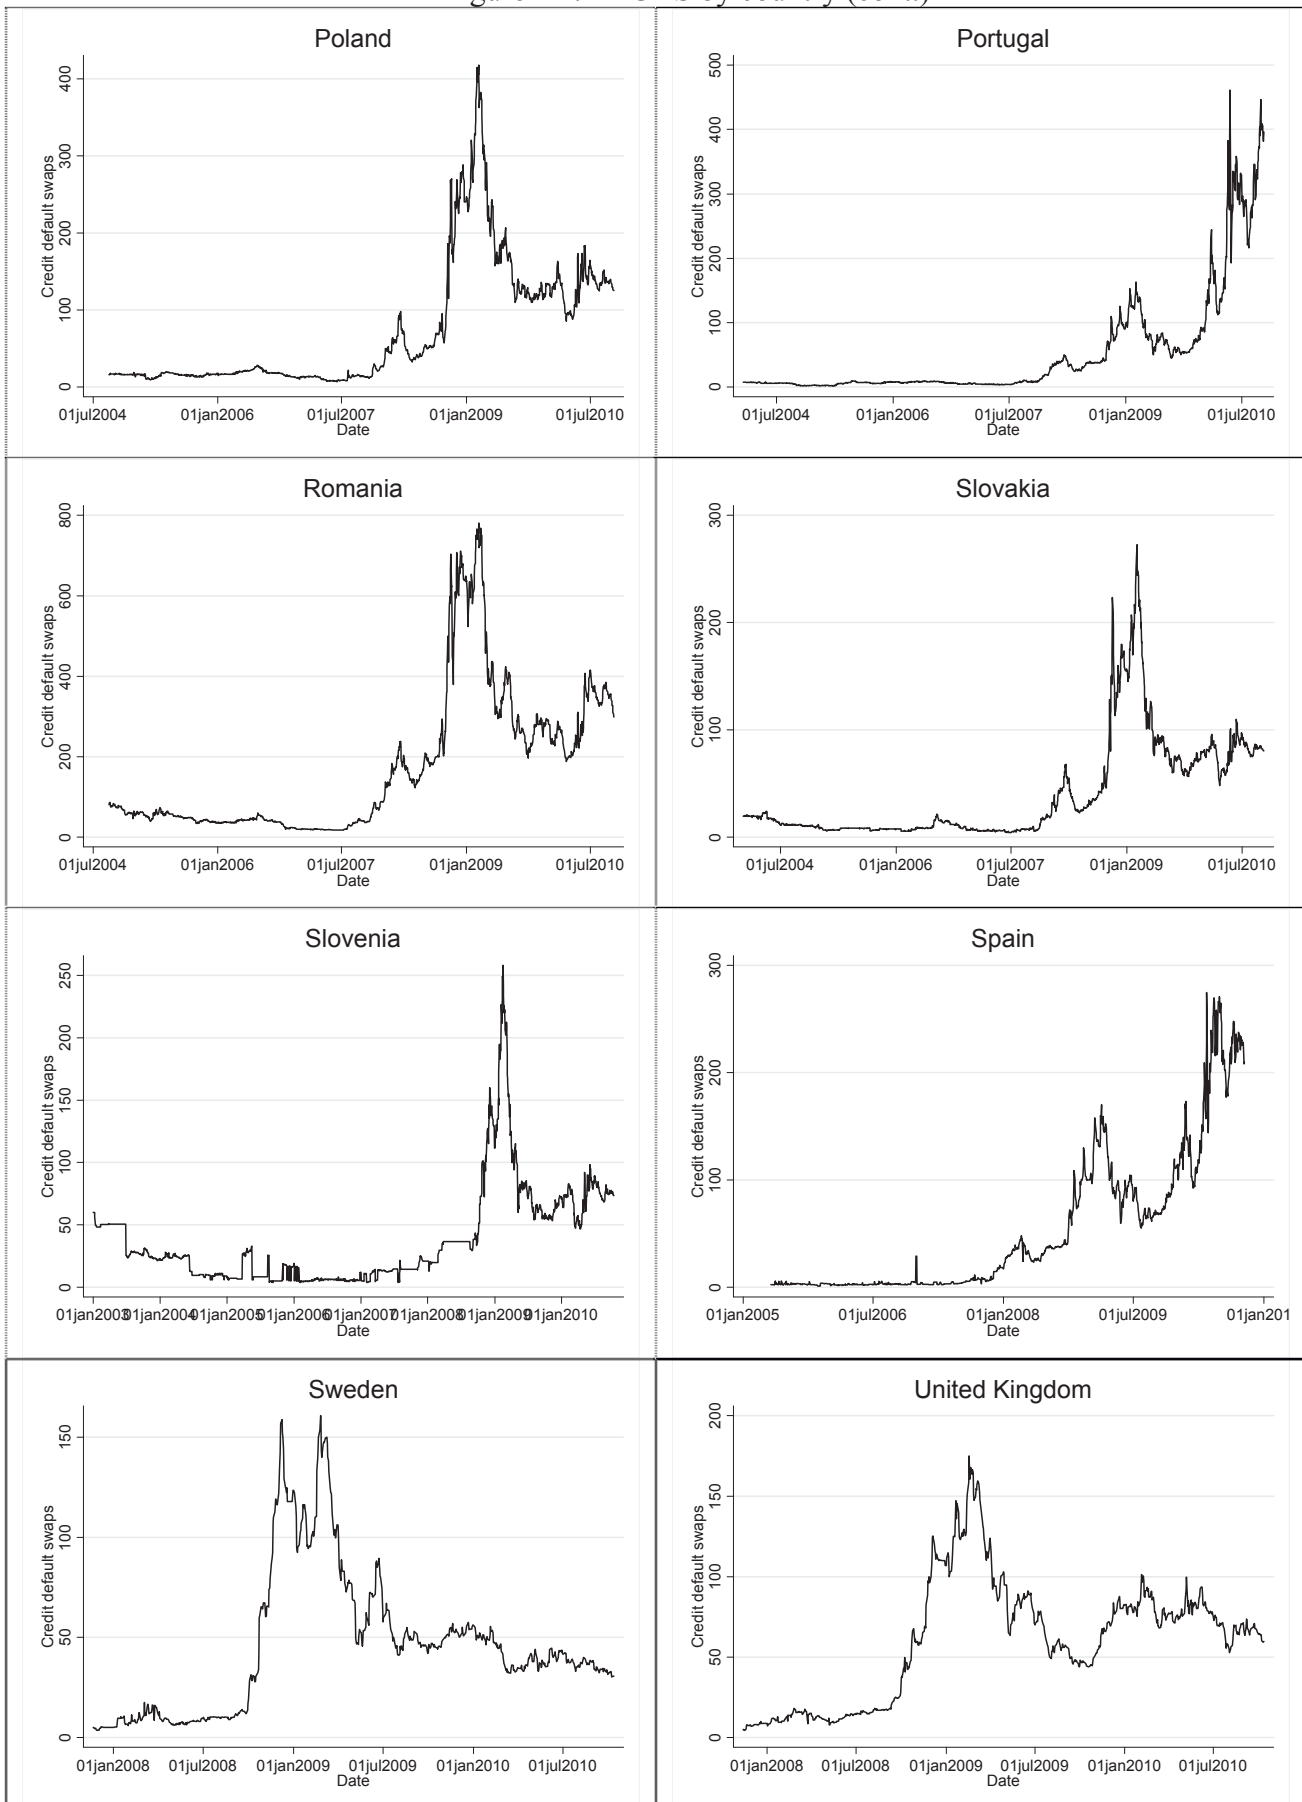 Poland
Credit default swaps
400
300
200
100
0
01jul2004 01jan2006 01jul2007 01jan2009 01jul2010
Date
Portugal
Credit default swaps
500
400
300
200
100
0
01jul2004 01jan2006 01jul2007 01jan2009 01jul2010
Date
Romania
Credit default swaps
800
600
400
200
0
01jul2004 01jan2006 01jul2007 01jan2009 01jul2010
Date
Slovakia
Credit default swaps
300
200
100
0
01jul2004 01jan2006 01jul2007 01jan2009 01jul2010
Date
Slovenia
Credit default swaps
250
200
150
100
50
0
01jan2003 01jan2004 01jan2005 01jan2006 01jan2007 01jan2008 01jan2009 01jan2010
Date
Spain
Credit default swaps
300
200
100
0
01jan2005 01jul2006 01jan2008 01jul2009 01jan201
Date
Sweden
Credit default swaps
150
100
50
0
01jan2008 01jul2008 01jan2009 01jul2009 01jan2010 01jul2010
Date
United Kingdom
Credit default swaps
200
150
100
50
0
01jan2008 01jul2008 01jan2009 01jul2009 01jan2010 01jul2010
Date